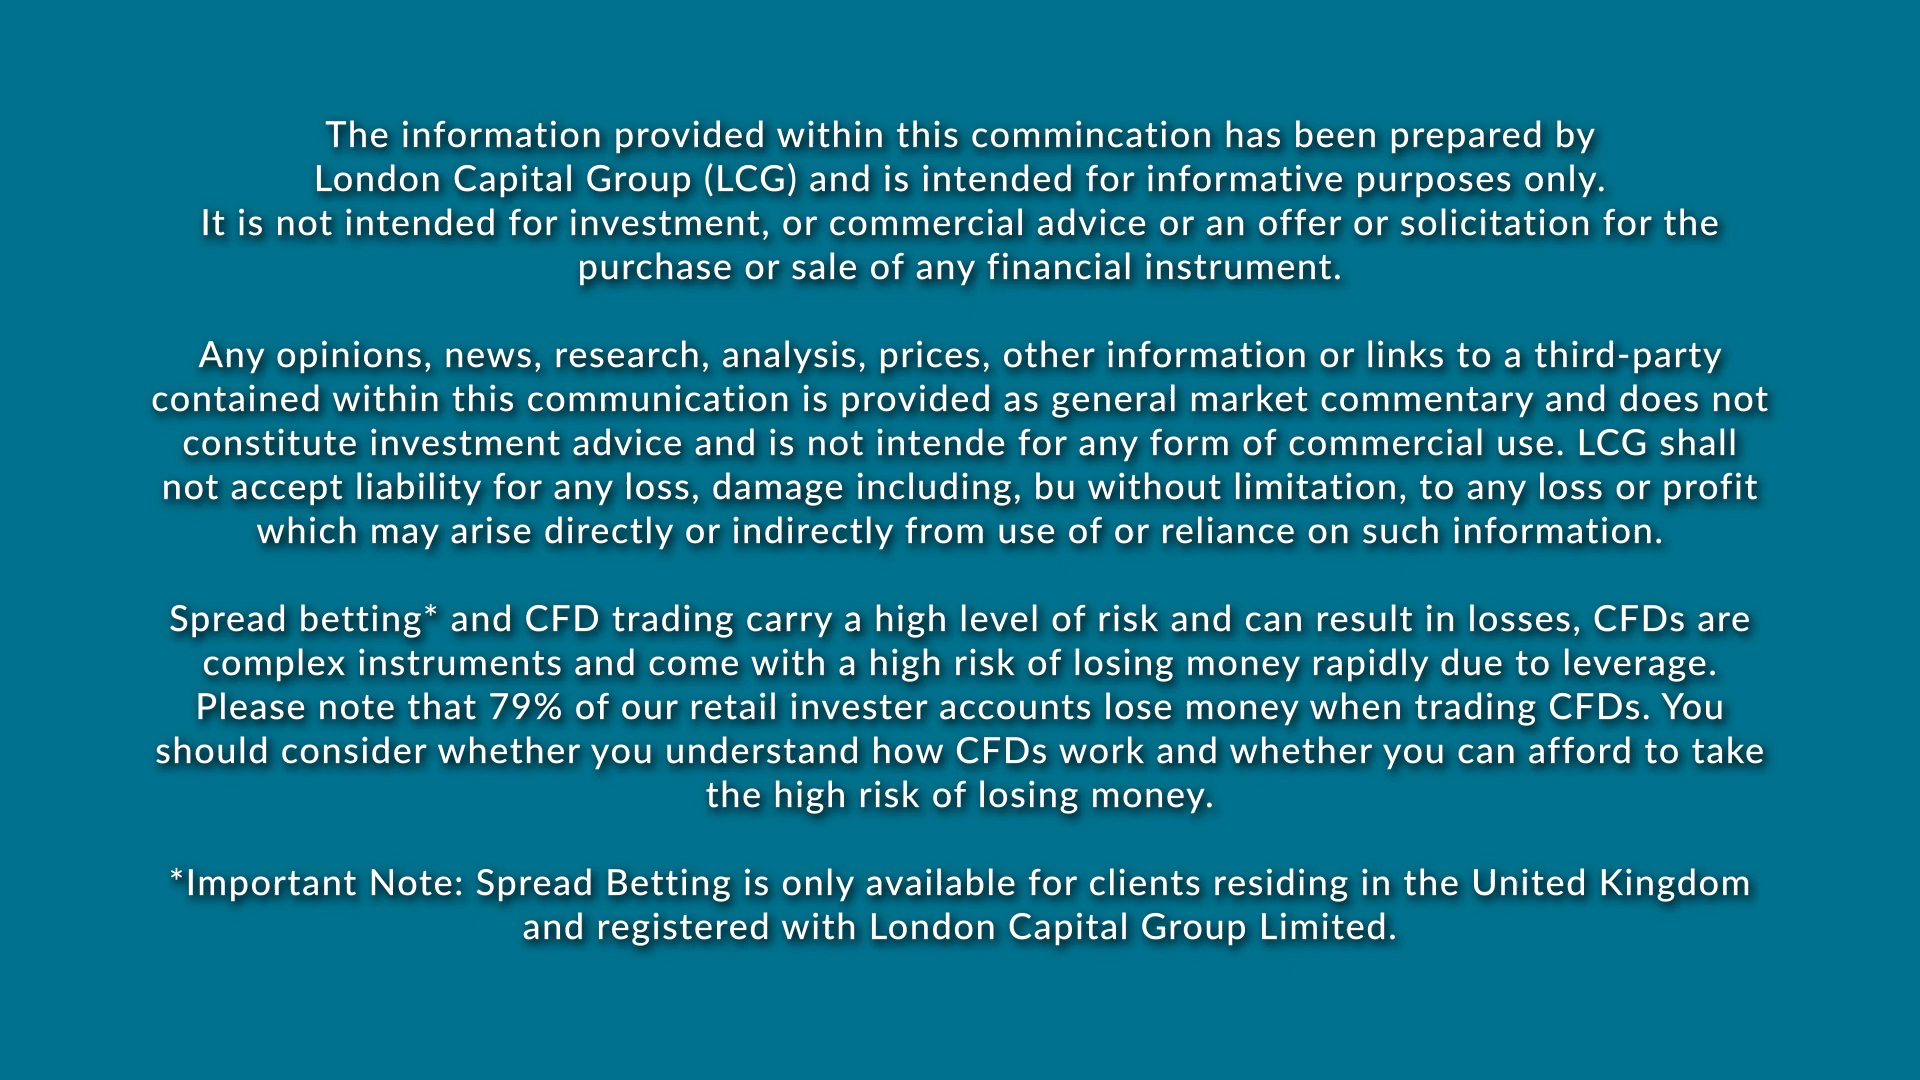 The information provided within this commincation has been prepared by
London Capital Group (LCG) and is intended for informative purposes only.
It is not intended for investment, or commercial advice or an offer or solicitation for the
purchase or sale of any financial instrument.
Any opinions, news, research, analysis, prices, other information or links to a third-party
contained within this communication is provided as general market commentary and does not
constitute investment advice and is not intende for any form of commercial use. LCG shall
not accept liability for any loss, damage including, bu without limitation, to any loss or profit
which may arise directly or indirectly from use of or reliance on such information.
Spread betting* and CFD trading carry a high level of risk and can result in losses, CFDs are
complex instruments and come with a high risk of losing money rapidly due to leverage.
Please note that 79% of our retail invester accounts lose money when trading CFDs. You
should consider whether you understand how CFDs work and whether you can afford to take
the high risk of losing money.
*Important Note: Spread Betting is only available for clients residing in the United Kingdom
and registered with London Capital Group Limited.